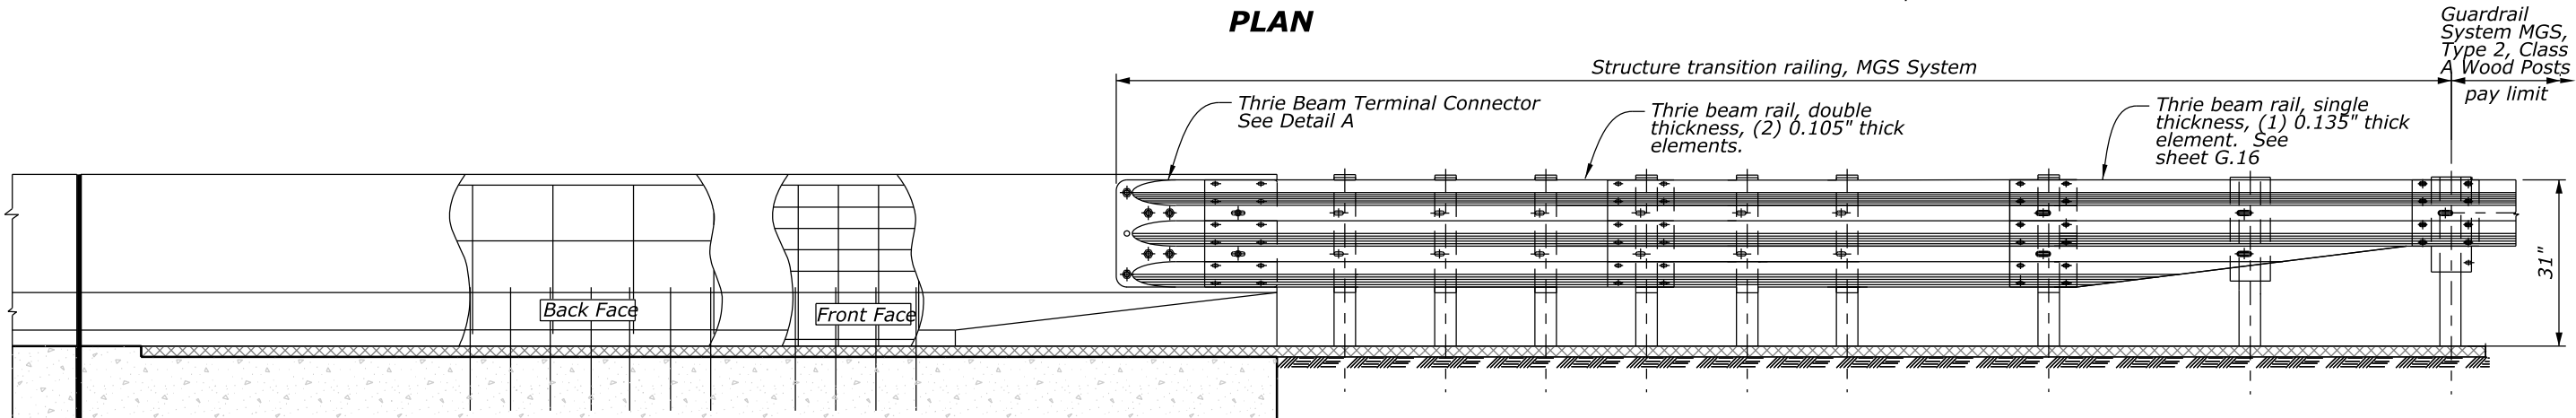 PLAN
Guardrail
System MGS,
Type 2, Class
A Wood Posts
pay limit
Structure transition railing, MGS System
Thrie Beam Terminal Connector
See Detail A
Thrie beam rail, double
thickness, (2) 0.105" thick
elements.
Thrie beam rail, single
thickness, (1) 0.135" thick
element. See
sheet G.16
31"
Back Face
Front Face